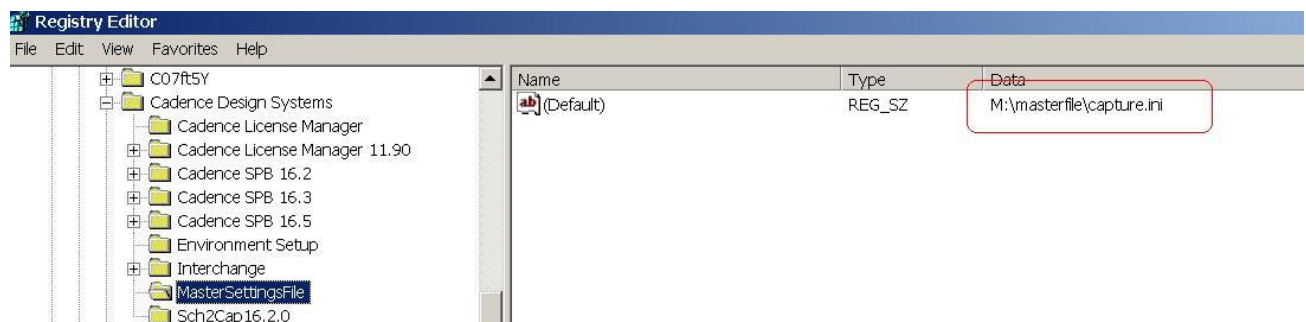 Registry Editor
File Edit View Favorites Help
C07ft5Y
Cadence Design Systems
Cadence License Manager
Cadence License Manager 11.90
Cadence SPB 16.2
Cadence SPB 16.3
Cadence SPB 16.5
Environment Setup
Interchange
MasterSettingsFile
Sch2Cap16.2.0
Name Type Data
ab (Default) REG_SZ M:\masterfile\capture.ini